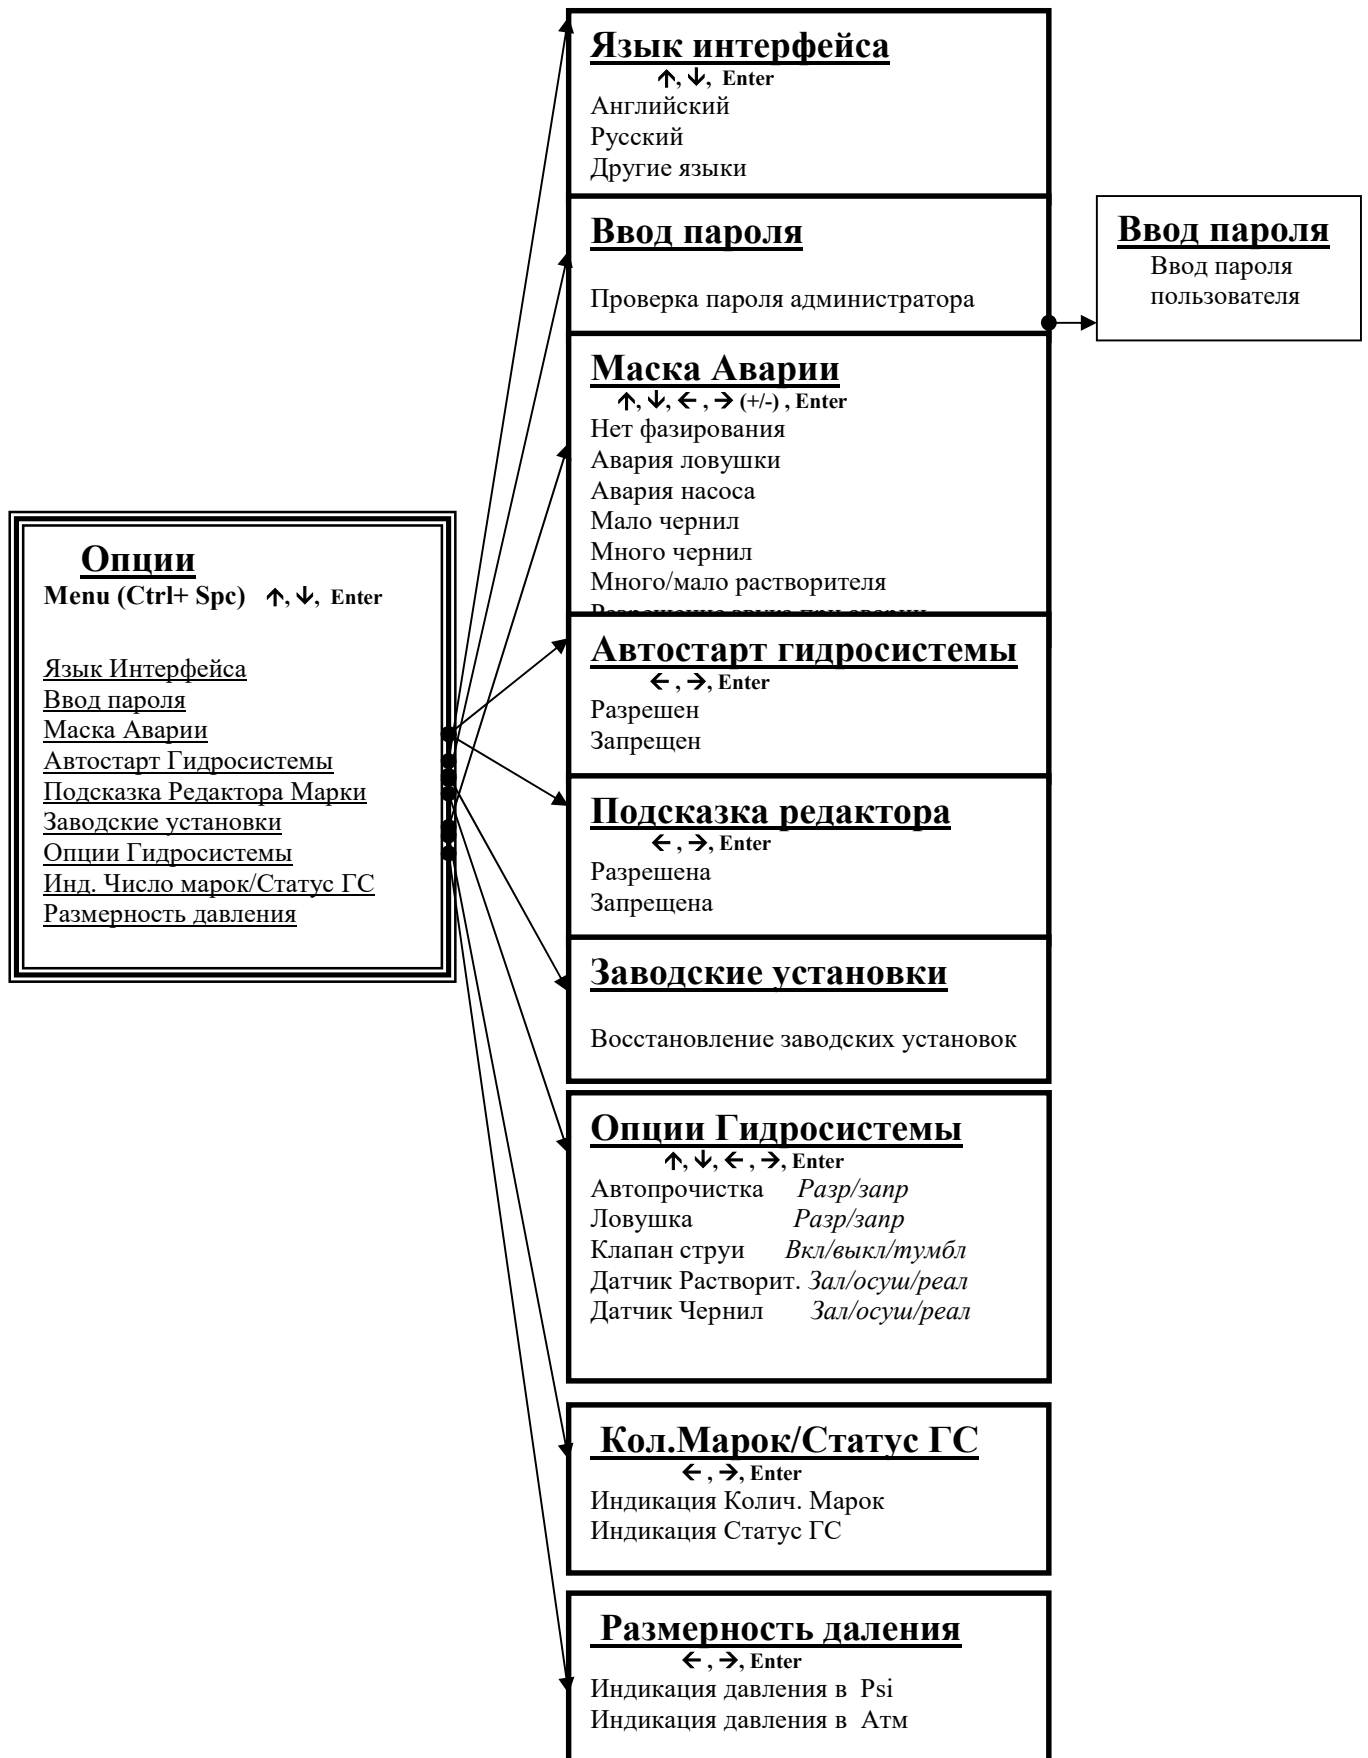 Язык интерфейса
↑, ↓, Enter
Английский
Русский
Другие языки
Ввод пароля
Проверка пароля администратора
Ввод пароля
Ввод пароля
пользователя
Маска Аварии
↑, ↓, ← , → (+/-) , Enter
Нет фазирования
Авария ловушки
Авария насоса
Мало чернил
Много чернил
Много/мало растворителя
Разрешение звука при аварии
Опции
Menu (Ctrl+ Spc) ↑, ↓, Enter
Язык Интерфейса
Ввод пароля
Маска Аварии
Автостарт Гидросистемы
Подсказка Редактора Марки
Заводские установки
Опции Гидросистемы
Инд. Число марок/Статус ГС
Размерность давления
Автостарт гидросистемы
← , →, Enter
Разрешен
Запрещен
Подсказка редактора
← , →, Enter
Разрешена
Запрещена
Заводские установки
Восстановление заводских установок
Опции Гидросистемы
↑, ↓, ← , →, Enter
Автопрочистка Разр/запр
Ловушка Разр/запр
Клапан струи Вкл/выкл/тумбл
Датчик Растворит. Зал/осуш/реал
Датчик Чернил Зал/осуш/реал
Кол.Марок/Статус ГС
← , →, Enter
Индикация Колич. Марок
Индикация Статус ГС
Размерность даления
← , →, Enter
Индикация давления в Psi
Индикация давления в Атм